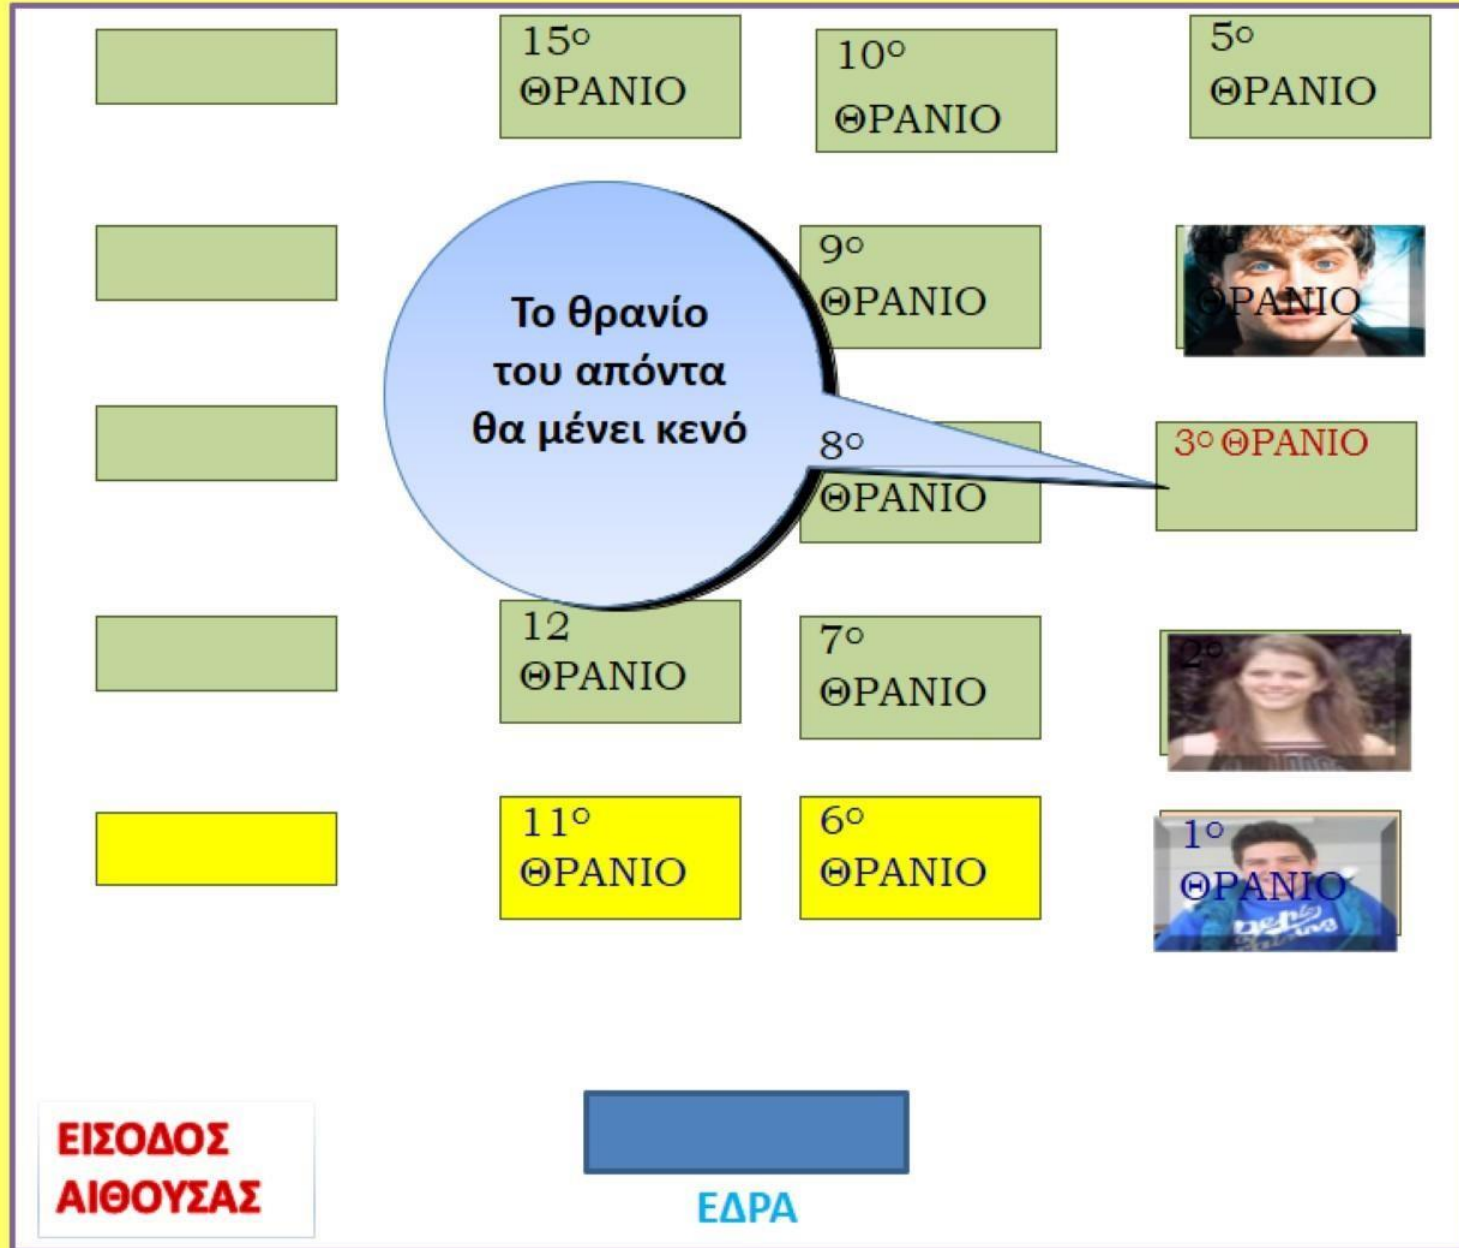 15ο
ΘΡΑΝΙΟ
10ο
ΘΡΑΝΙΟ
5ο
ΘΡΑΝΙΟ
9ο
ΘΡΑΝΙΟ
4ο
ΘΡΑΝΙΟ
Το θρανίο
του απόντα
θα μένει κενό
8ο
ΘΡΑΝΙΟ
3ο ΘΡΑΝΙΟ
12
ΘΡΑΝΙΟ
7ο
ΘΡΑΝΙΟ
2ο
11ο
ΘΡΑΝΙΟ
6ο
ΘΡΑΝΙΟ
1ο
ΘΡΑΝΙΟ
ΕΙΣΟΔΟΣ
ΑΙΘΟΥΣΑΣ
ΕΔΡΑ